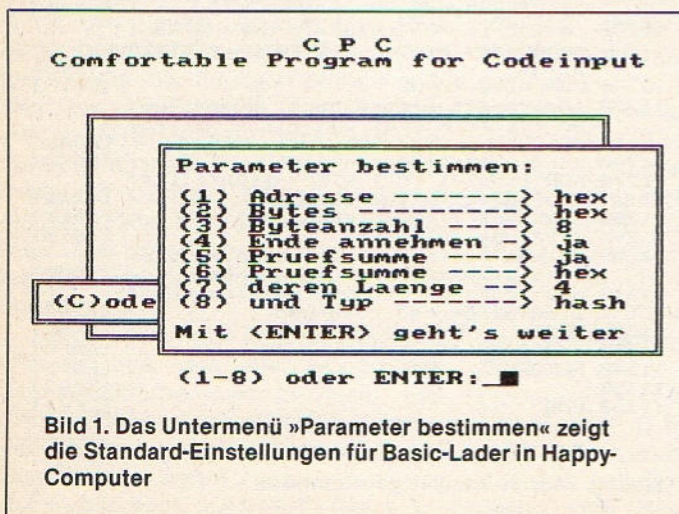 C P C
Comfortable Program for Codeinput
Parameter bestimmen:
(1) Adresse -------> hex
(2) Bytes ---------> hex
(3) Byteanzahl ----> 8
(4) Ende annehmen -> ja
(5) Pruefsumme ----> ja
(6) Pruefsumme ----> hex
(7) deren Laenge --> 4
(8) und Typ -------> hash
(C)ode
Mit <ENTER> geht's weiter
(1-8) oder ENTER:_
Bild 1. Das Untermenü »Parameter bestimmen« zeigt
die Standard-Einstellungen für Basic-Lader in Happy-
Computer